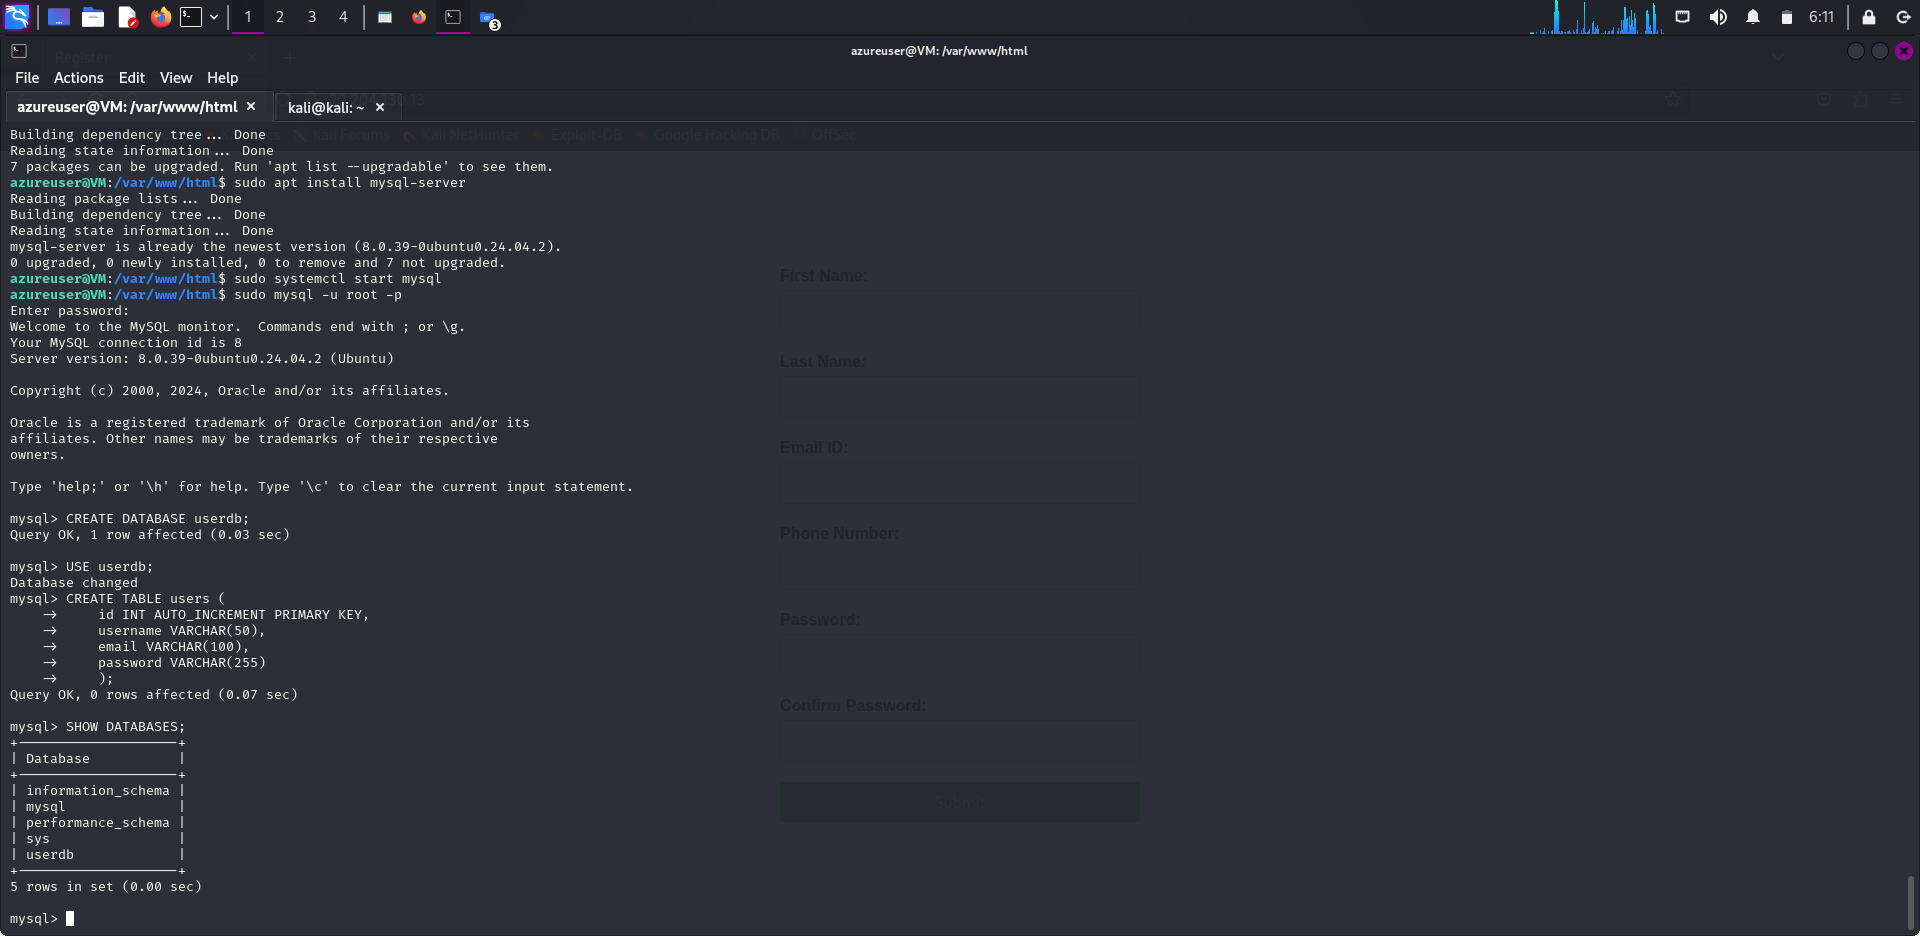 1 2 3 4 3 6:11
azureuser@VM: /var/www/html
Register
File Actions Edit View Help
azureuser@VM: /var/www/html × kali@kali: ~ ×
Kali Forums Kali NetHunter Exploit-DB Google Hacking DB OffSec
Building dependency tree... Done
Reading state information... Done
7 packages can be upgraded. Run 'apt list --upgradable' to see them.
azureuser@VM:/var/www/html$ sudo apt install mysql-server
Reading package lists... Done
Building dependency tree... Done
Reading state information... Done
mysql-server is already the newest version (8.0.39-0ubuntu0.24.04.2).
0 upgraded, 0 newly installed, 0 to remove and 7 not upgraded.
azureuser@VM:/var/www/html$ sudo systemctl start mysql
azureuser@VM:/var/www/html$ sudo mysql -u root -p
Enter password:
Welcome to the MySQL monitor.  Commands end with ; or \g.
Your MySQL connection id is 8
Server version: 8.0.39-0ubuntu0.24.04.2 (Ubuntu)
Copyright (c) 2000, 2024, Oracle and/or its affiliates.
Oracle is a registered trademark of Oracle Corporation and/or its
affiliates. Other names may be trademarks of their respective
owners.
Type 'help;' or '\h' for help. Type '\c' to clear the current input statement.
mysql> CREATE DATABASE userdb;
Query OK, 1 row affected (0.03 sec)
mysql> USE userdb;
Database changed
mysql> CREATE TABLE users (
    ->     id INT AUTO_INCREMENT PRIMARY KEY,
    ->     username VARCHAR(50),
    ->     email VARCHAR(100),
    ->     password VARCHAR(255)
    ->     );
Query OK, 0 rows affected (0.07 sec)
mysql> SHOW DATABASES;
+--------------------+
| Database           |
+--------------------+
| information_schema |
| mysql              |
| performance_schema |
| sys                |
| userdb             |
+--------------------+
5 rows in set (0.00 sec)
mysql>
First Name:
Last Name:
Email ID:
Phone Number:
Password:
Confirm Password:
Submit